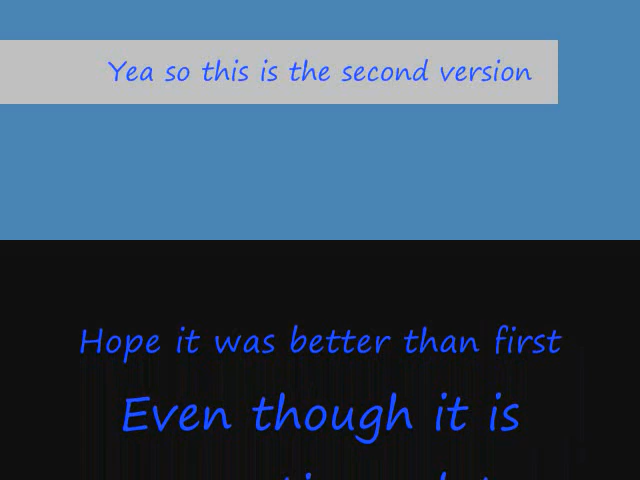 Yea so this is the second version
Hope it was better than first
Even though it is